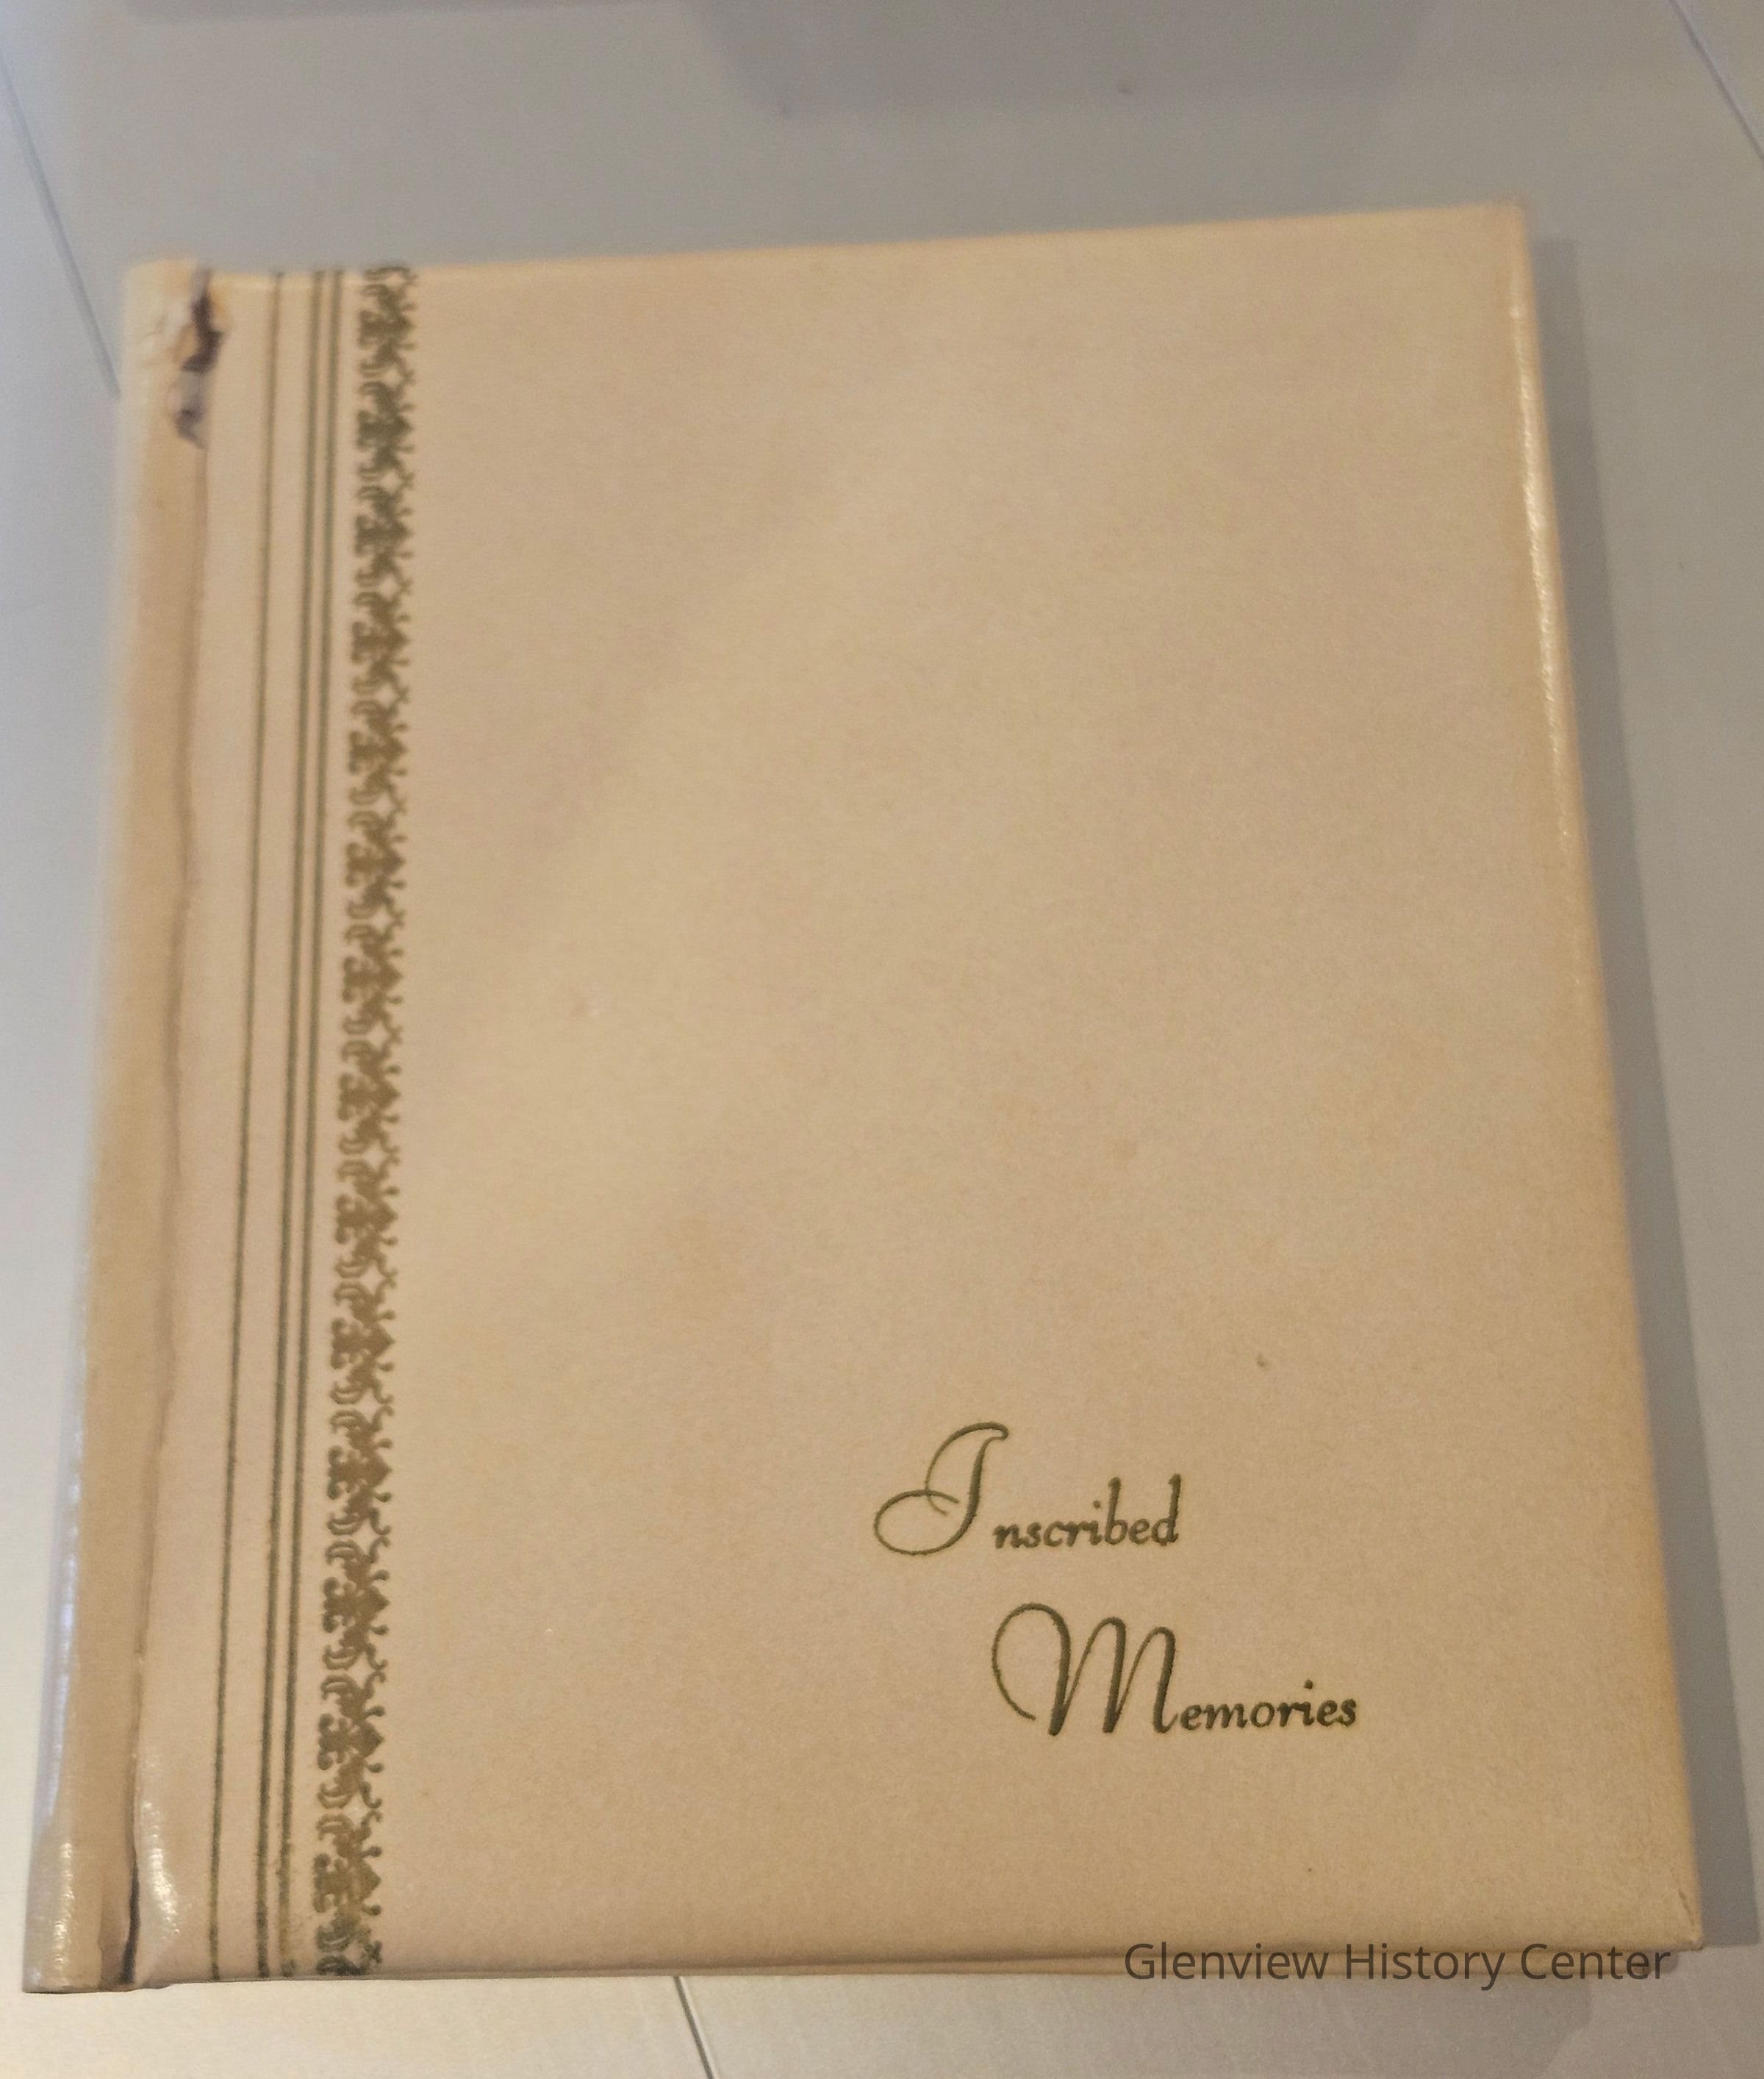 Inscribed
Memories
Glenview History Center